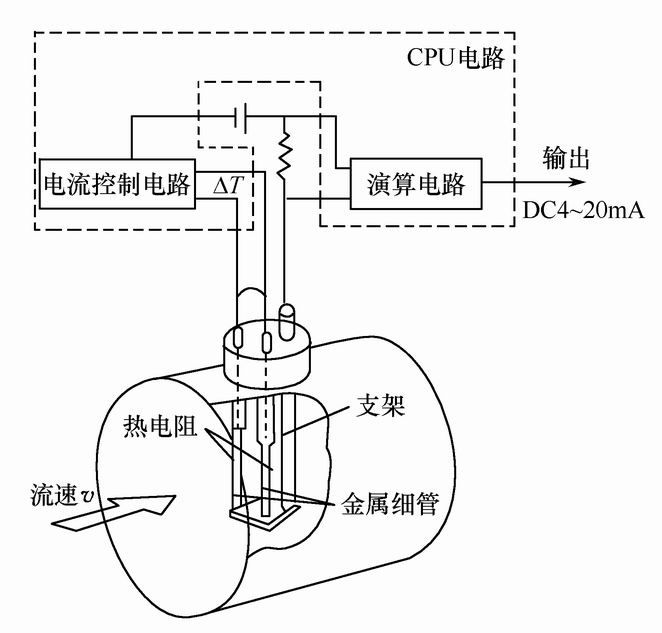 CPU电路
电流控制电路
ΔT
演算电路
输出
DC4~20mA
支架
热电阻
流速v
金属细管